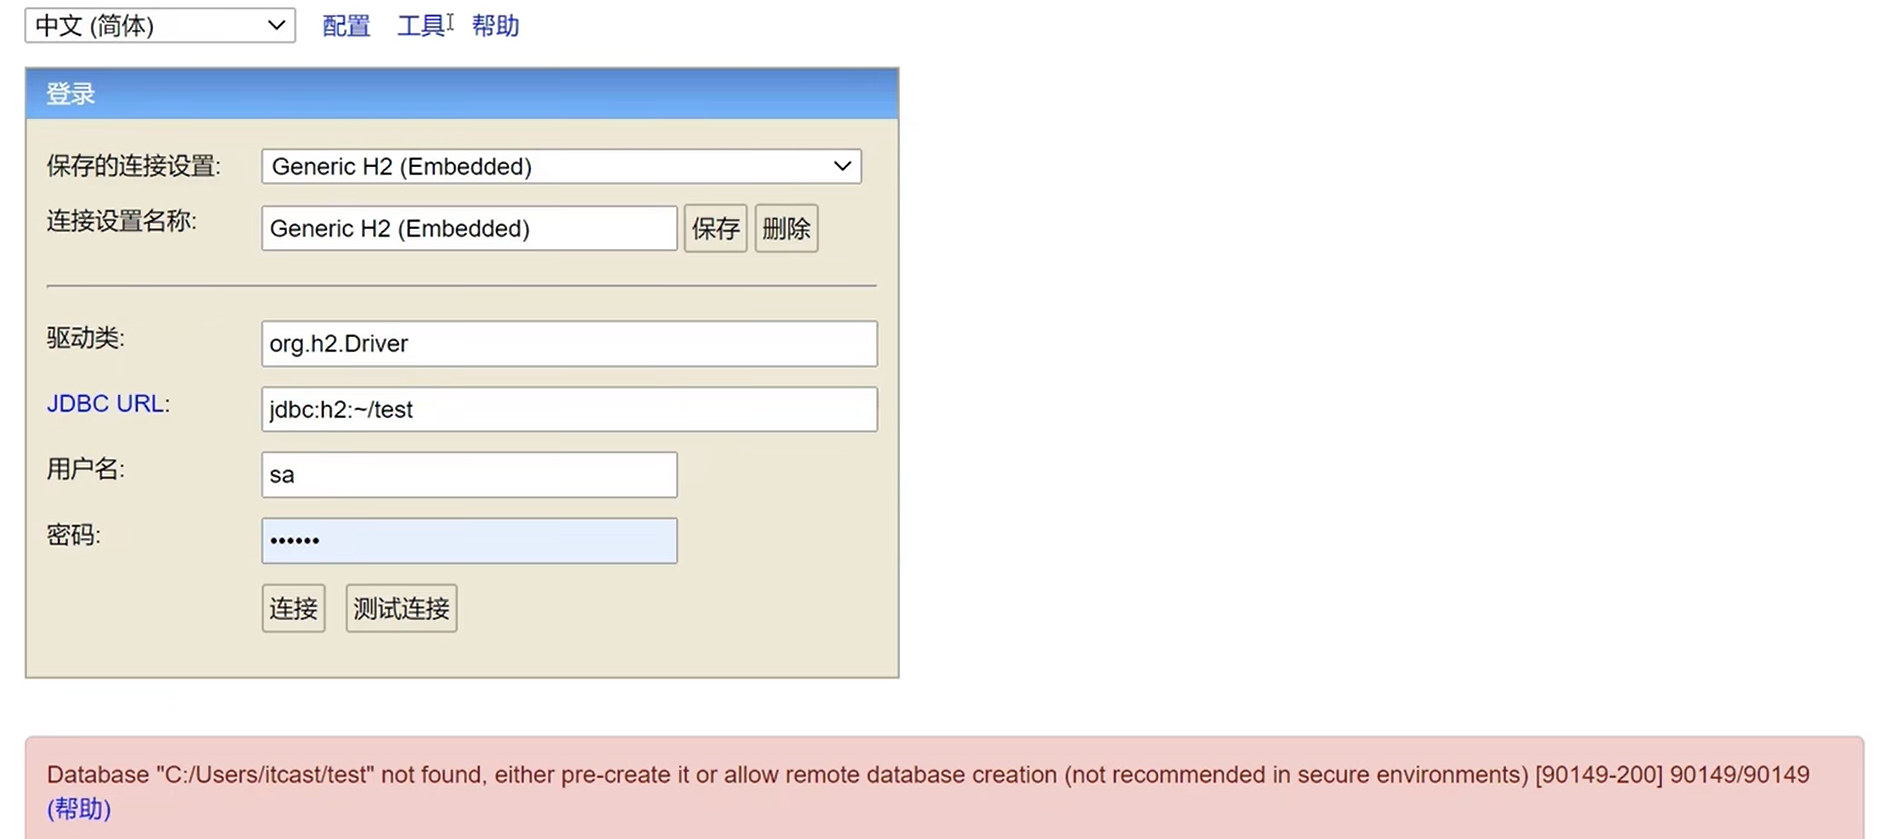 中文 (简体) 配置 工具 帮助
登录
保存的连接设置: Generic H2 (Embedded)
连接设置名称: Generic H2 (Embedded) 保存 删除
驱动类: org.h2.Driver
JDBC URL: jdbc:h2:~/test
用户名: sa
密码: ••••••
连接 测试连接
Database "C:/Users/itcast/test" not found, either pre-create it or allow remote database creation (not recommended in secure environments) [90149-200] 90149/90149
(帮助)